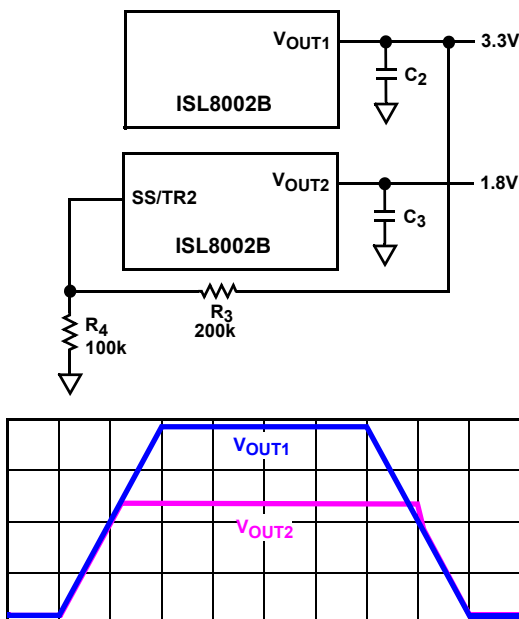 VOUT1
3.3V
C2
ISL8002B
VOUT2
1.8V
SS/TR2
C3
ISL8002B
R3
200k
R4
100k
VOUT1
VOUT2